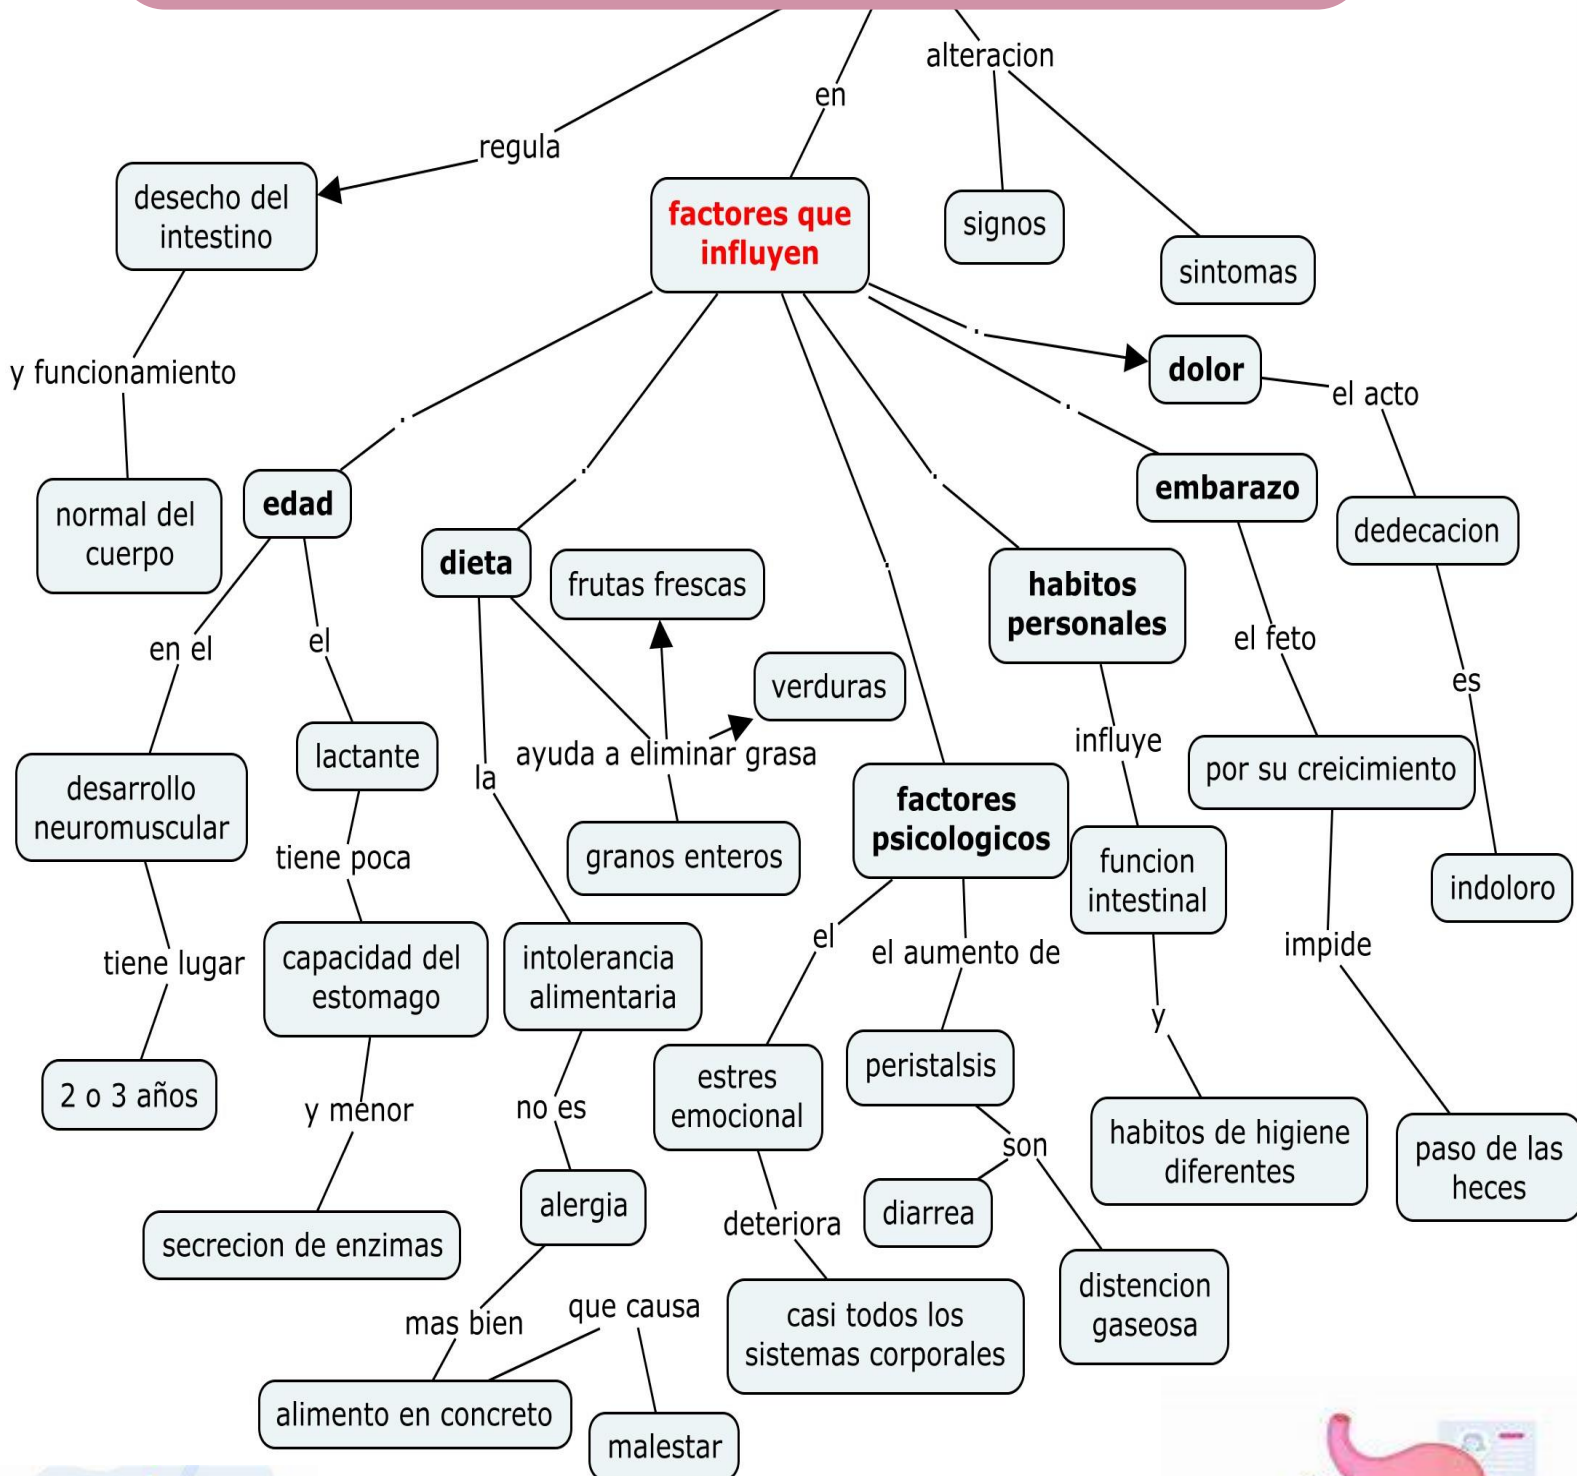 alteracion
en
regula
desecho del
intestino
factores que
influyen
signos
sintomas
y funcionamiento
normal del
cuerpo
.
.
.
.
.
.
dolor
el acto
dedecacion
es
indoloro
embarazo
el feto
por su creicimiento
impide
paso de las
heces
edad
en el
desarrollo
neuromuscular
tiene lugar
2 o 3 años
el
lactante
tiene poca
capacidad del
estomago
y menor
secrecion de enzimas
dieta
frutas frescas
verduras
ayuda a eliminar grasa
granos enteros
la
intolerancia
alimentaria
no es
alergia
mas bien
alimento en concreto
que causa
malestar
factores
psicologicos
el
estres
emocional
deteriora
casi todos los
sistemas corporales
el aumento de
peristalsis
son
diarrea
distencion
gaseosa
habitos
personales
influye
funcion
intestinal
y
habitos de higiene
diferentes